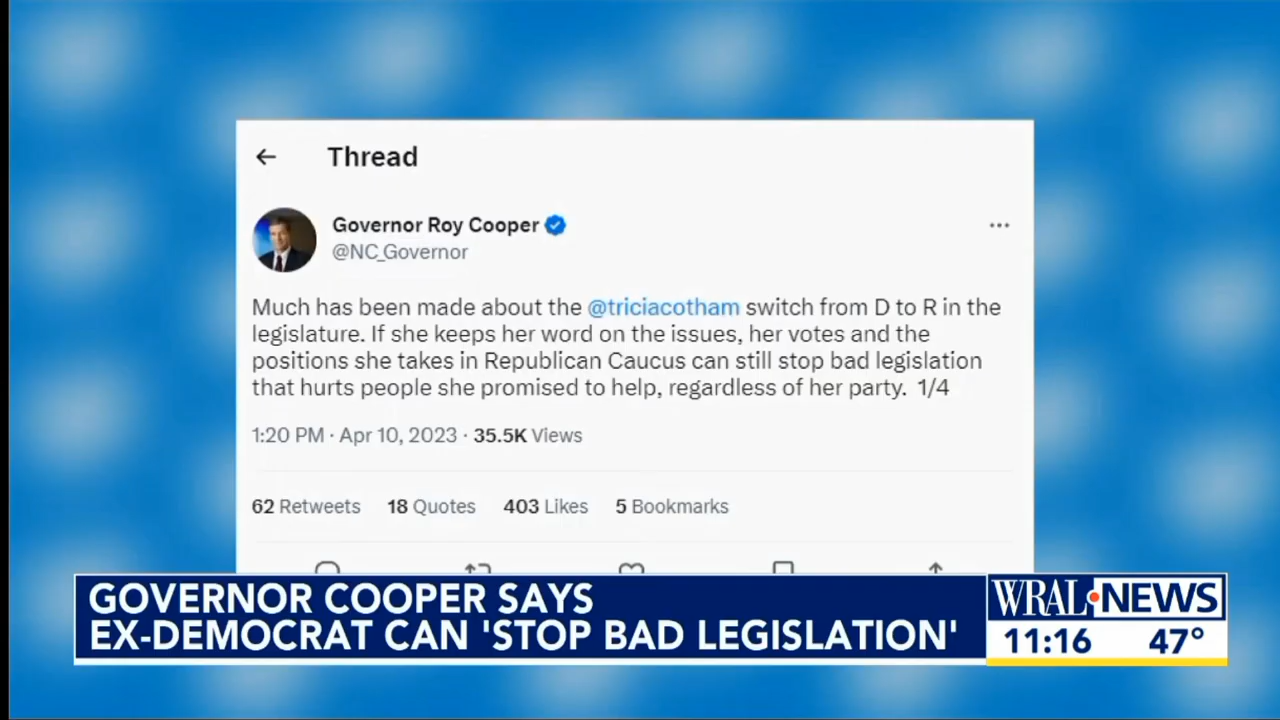 Thread
Governor Roy Cooper
@NC_Governor
Much has been made about the @triciacotham switch from D to R in the
legislature. If she keeps her word on the issues, her votes and the
positions she takes in Republican Caucus can still stop bad legislation
that hurts people she promised to help, regardless of her party. 1/4
1:20 PM · Apr 10, 2023 · 35.5K Views
62 Retweets 18 Quotes 403 Likes 5 Bookmarks
GOVERNOR COOPER SAYS
EX-DEMOCRAT CAN 'STOP BAD LEGISLATION'
WRAL NEWS
11:16 47°